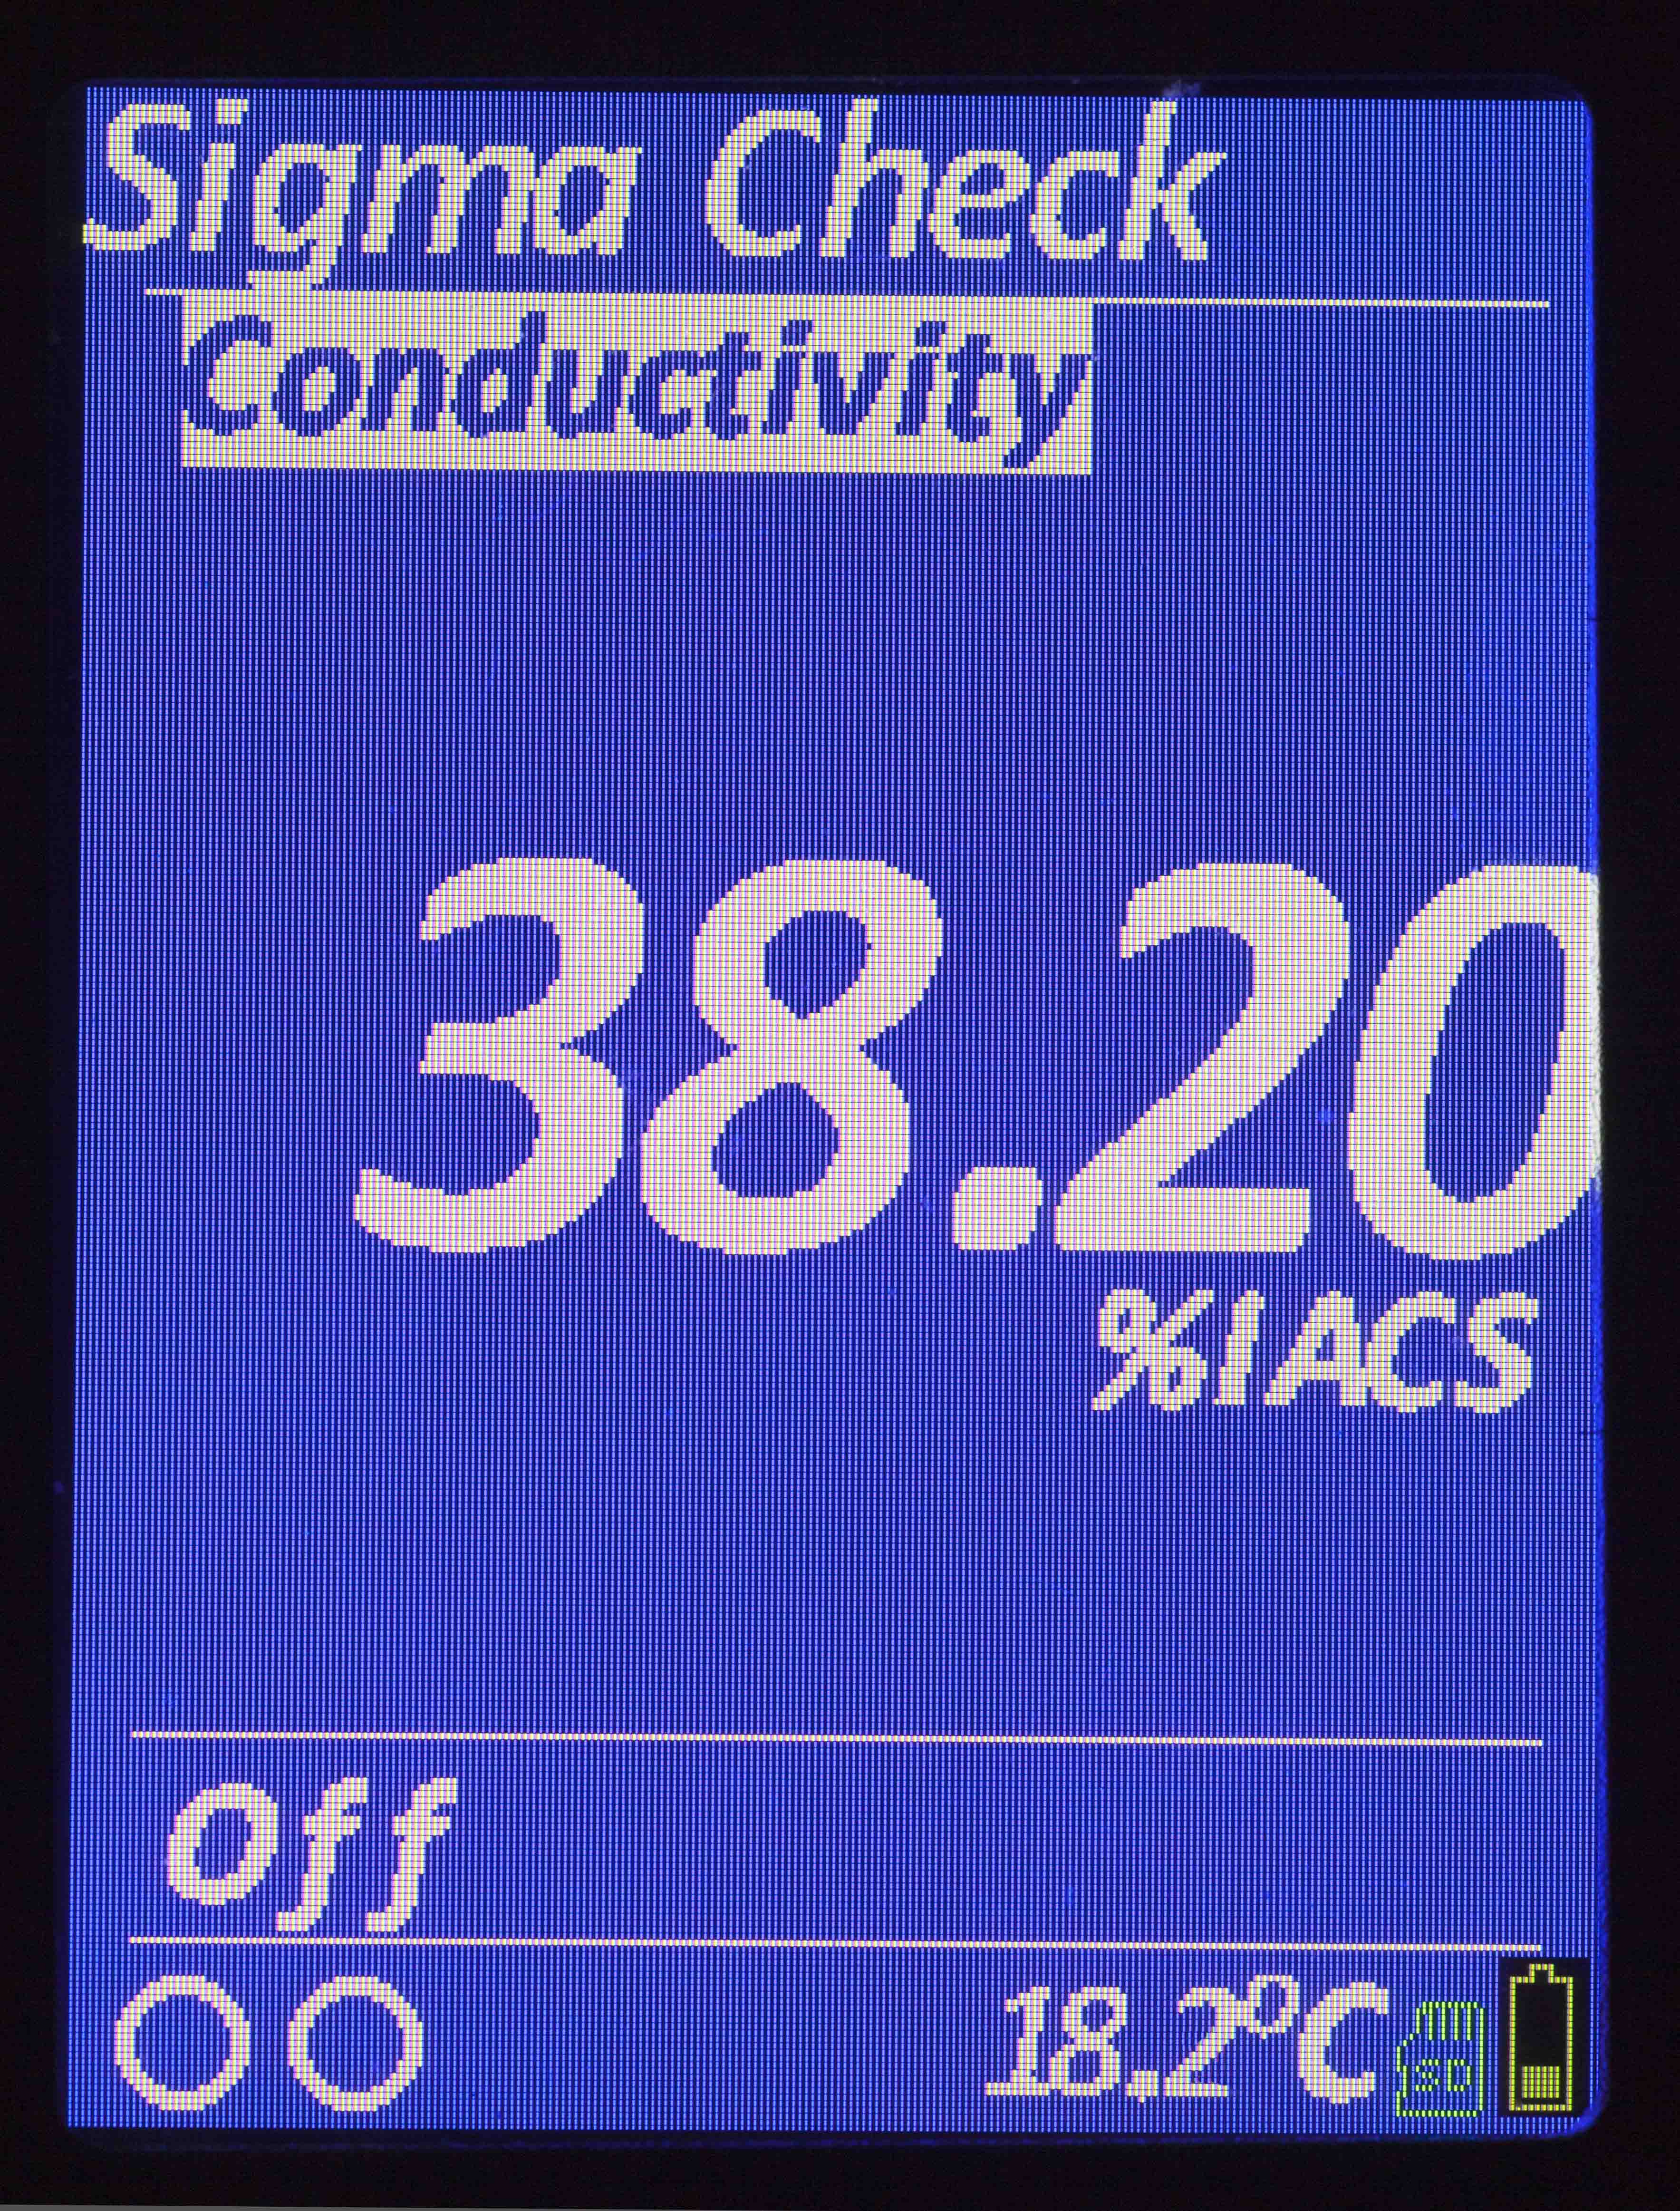 Sigma Check
Conductivity
38.20
%IACS
Off
18.2°C
SD